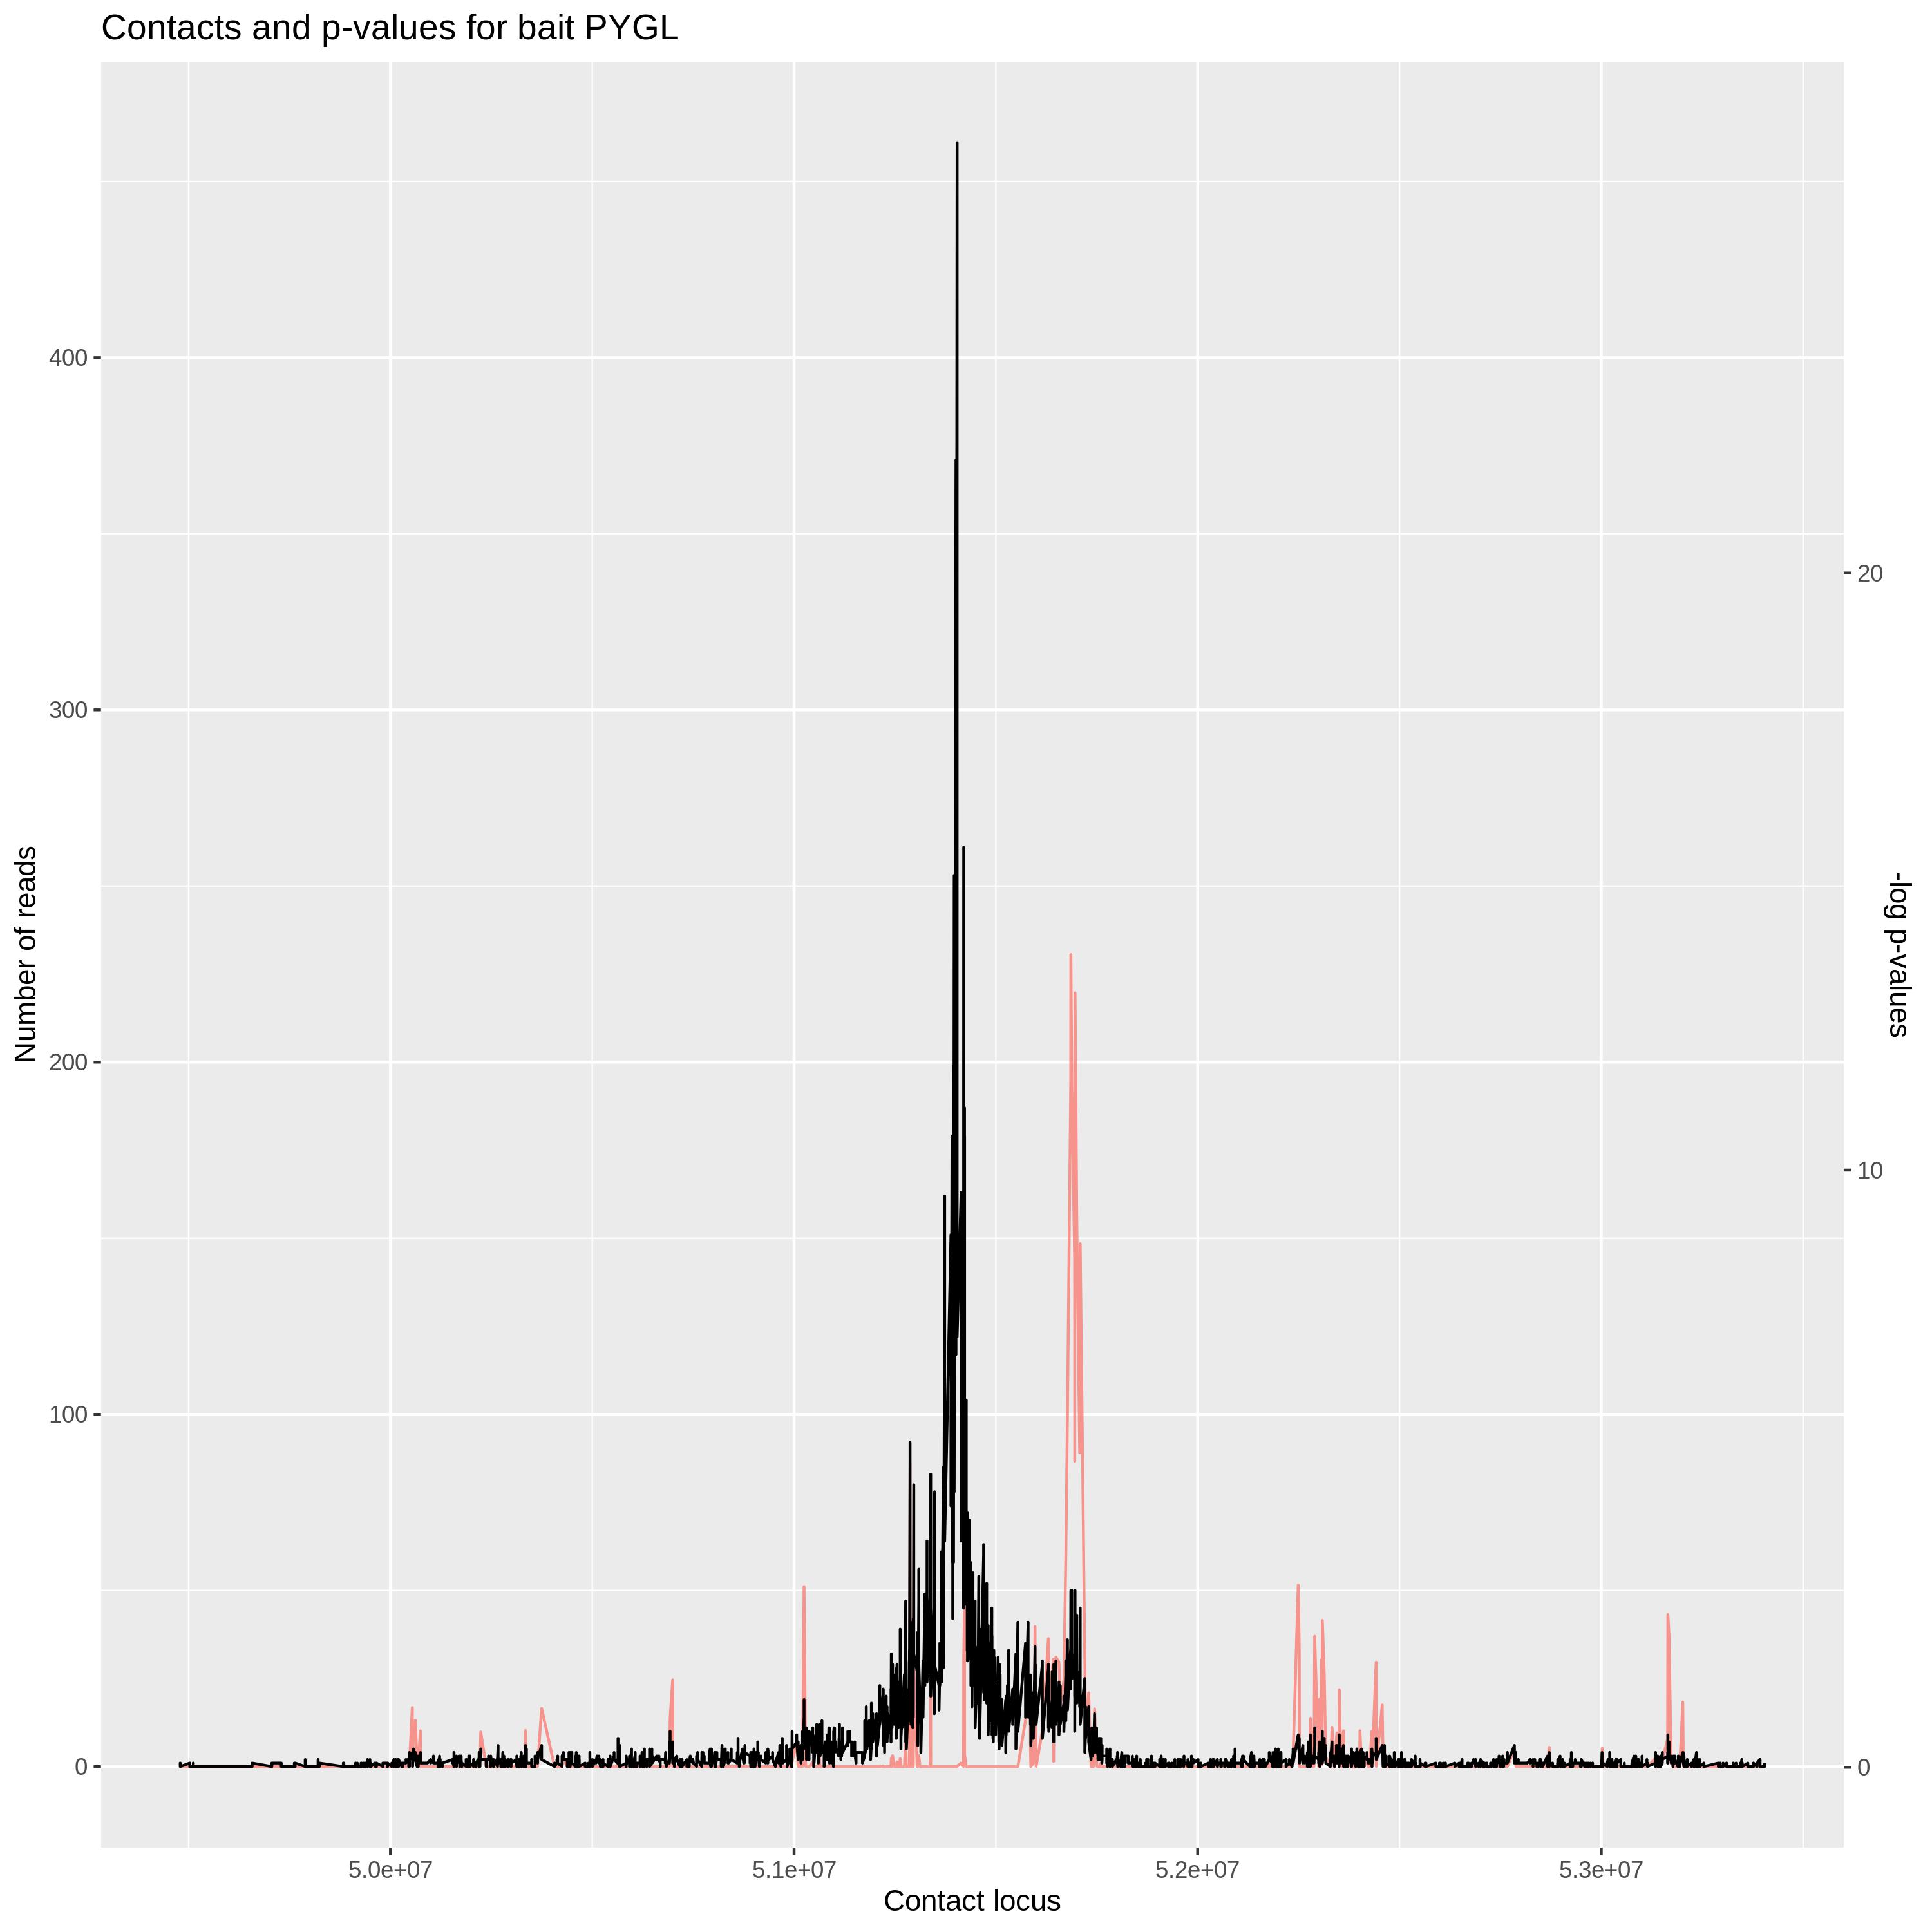 Contacts and p-values for bait PYGL
Number of reads
400
300
200
100
0
20
10
0
-log p-values
5.0e+07
5.1e+07
5.2e+07
5.3e+07
Contact locus